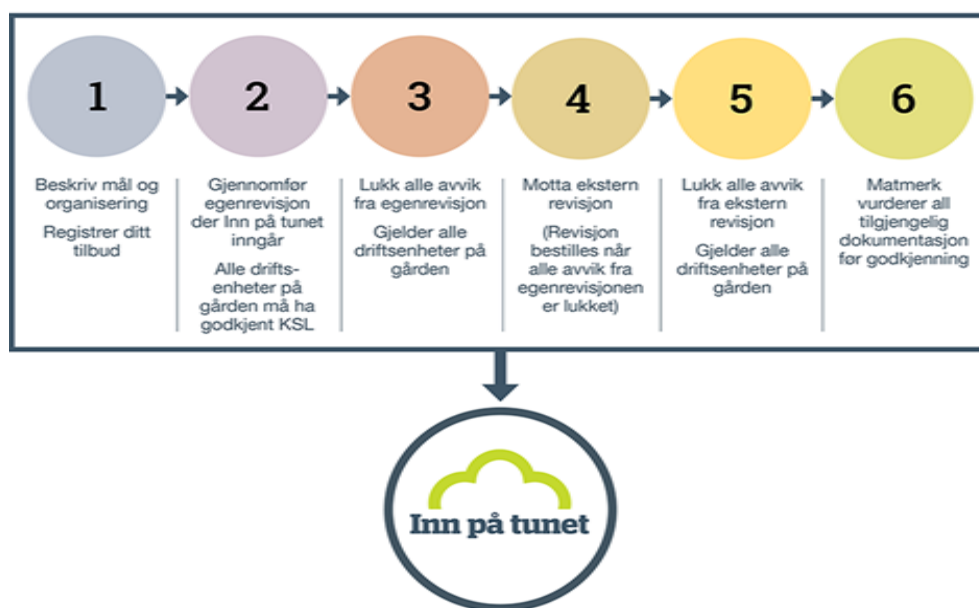 1
2
3
4
5
6
Beskriv mål og
organisering
Registrer ditt
tilbud
Gjennomfør
egenrevisjon
der Inn på tunet
inngår
Alle drifts-
enheter på
gården må ha
godkjent KSL
Lukk alle avvik
fra egenrevisjon
Gjelder alle
driftsenheter på
gården
Motta ekstern
revisjon
(Revisjon
bestilles når
alle avvik fra
egenrevisjonen
er lukket)
Lukk alle avvik
fra ekstern
revisjon
Gjelder alle
driftsenheter på
gården
Matmerk
vurderer all
tilgjengelig
dokumentasjon
før godkjenning
Inn på tunet